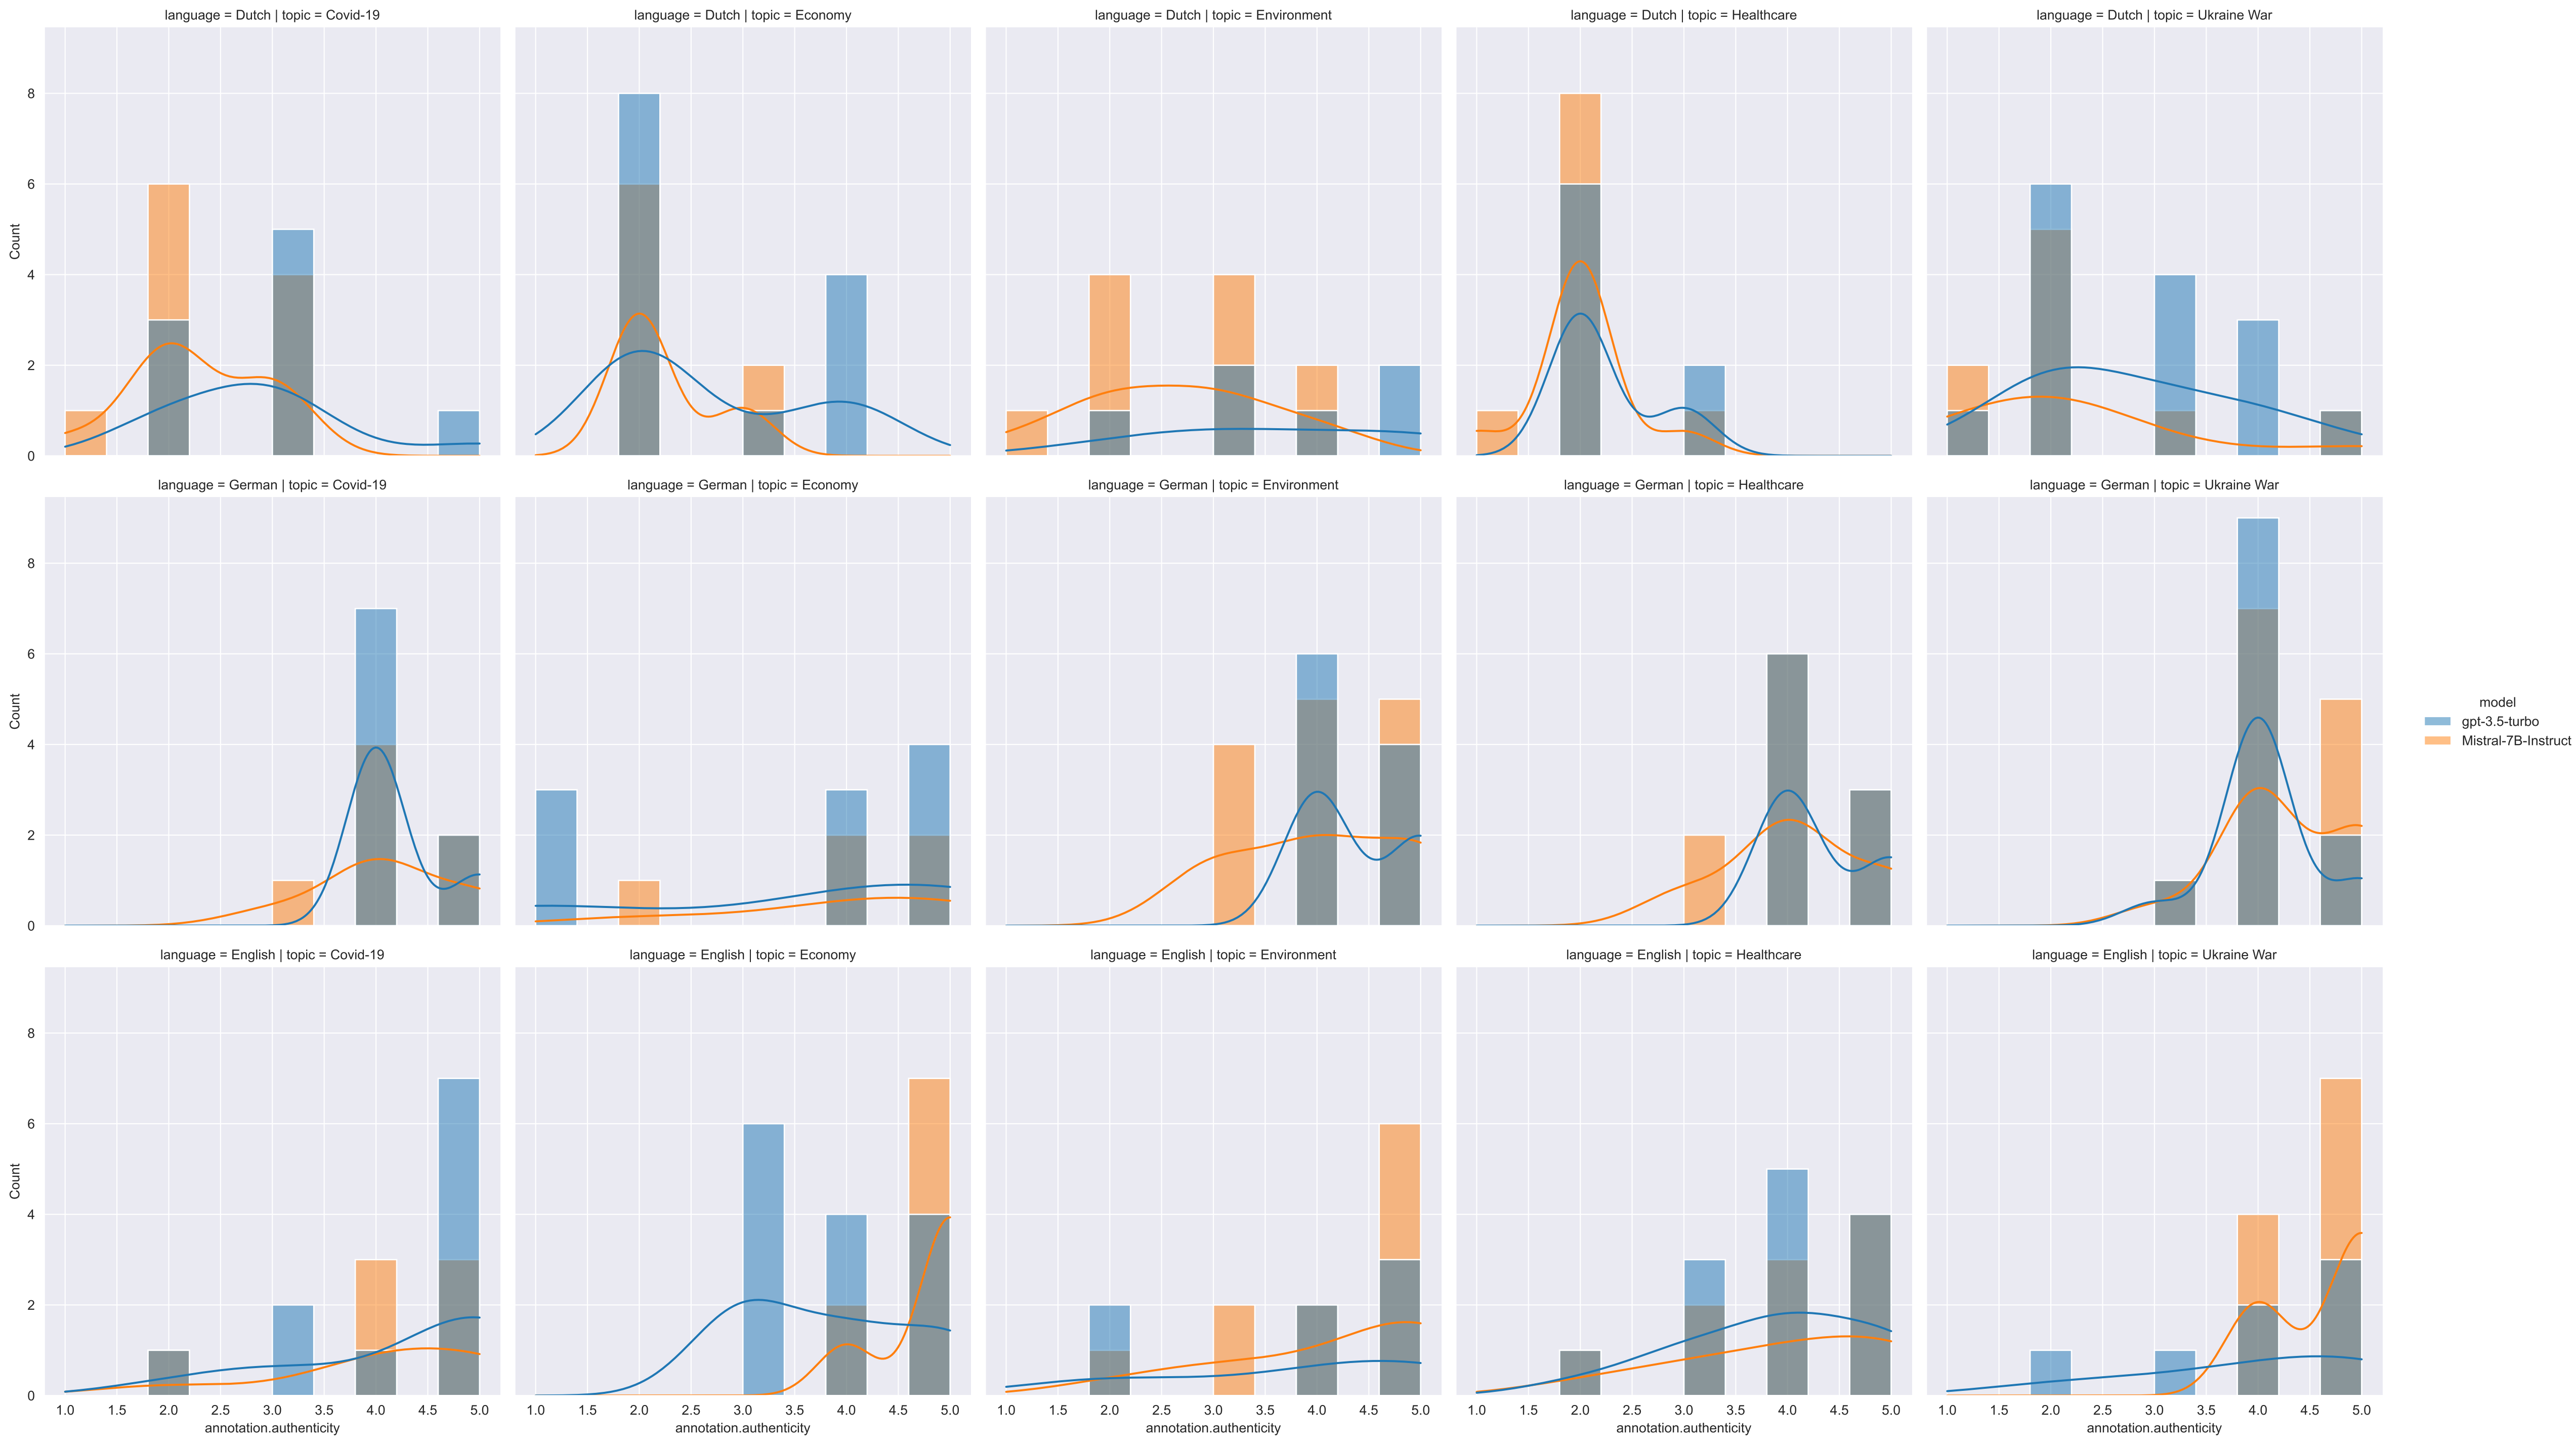 language = Dutch | topic = Covid-19
language = Dutch | topic = Economy
language = Dutch | topic = Environment
language = Dutch | topic = Healthcare
language = Dutch | topic = Ukraine War
8
6
4
2
0
Count
language = German | topic = Covid-19
language = German | topic = Economy
language = German | topic = Environment
language = German | topic = Healthcare
language = German | topic = Ukraine War
8
6
4
2
0
Count
model
gpt-3.5-turbo
Mistral-7B-Instruct
language = English | topic = Covid-19
language = English | topic = Economy
language = English | topic = Environment
language = English | topic = Healthcare
language = English | topic = Ukraine War
8
6
4
2
0
Count
1.0 1.5 2.0 2.5 3.0 3.5 4.0 4.5 5.0
annotation.authenticity
1.0 1.5 2.0 2.5 3.0 3.5 4.0 4.5 5.0
annotation.authenticity
1.0 1.5 2.0 2.5 3.0 3.5 4.0 4.5 5.0
annotation.authenticity
1.0 1.5 2.0 2.5 3.0 3.5 4.0 4.5 5.0
annotation.authenticity
1.0 1.5 2.0 2.5 3.0 3.5 4.0 4.5 5.0
annotation.authenticity